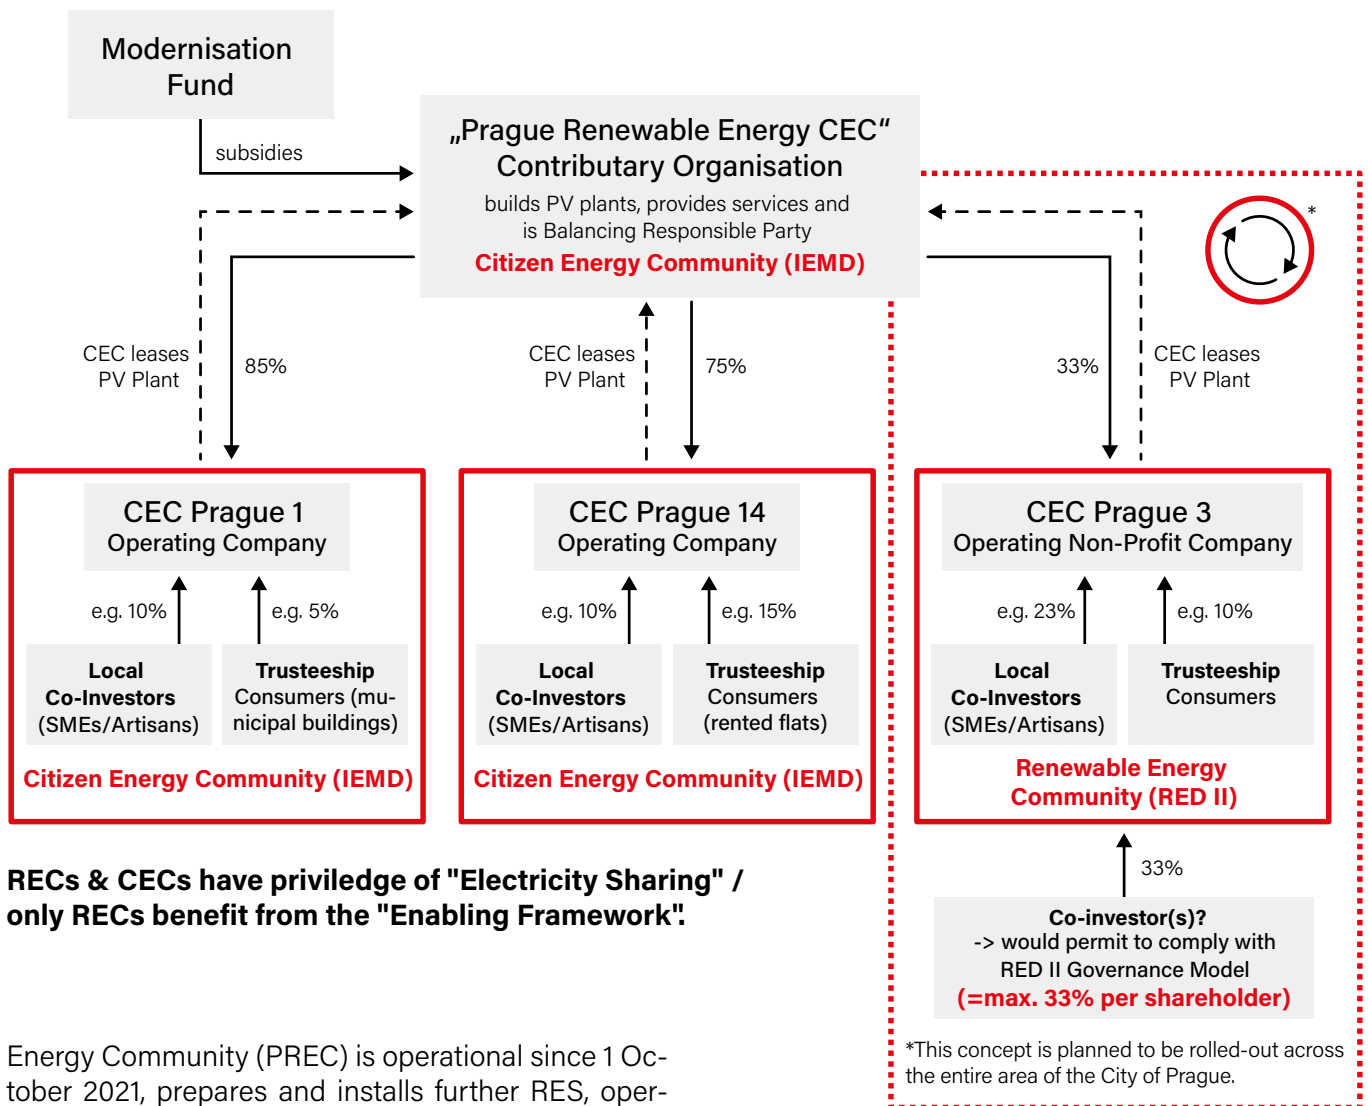 Modernisation
Fund
subsidies
„Prague Renewable Energy CEC“
Contributary Organisation
builds PV plants, provides services and
is Balancing Responsible Party
Citizen Energy Community (IEMD)
*
CEC leases
PV Plant
85%
CEC leases
PV Plant
75%
33%
CEC leases
PV Plant
CEC Prague 1
Operating Company
e.g. 10%
e.g. 5%
Local
Co-Investors
(SMEs/Artisans)
Trusteeship
Consumers (mu-
nicipal buildings)
Citizen Energy Community (IEMD)
CEC Prague 14
Operating Company
e.g. 10%
e.g. 15%
Local
Co-Investors
(SMEs/Artisans)
Trusteeship
Consumers
(rented flats)
Citizen Energy Community (IEMD)
CEC Prague 3
Operating Non-Profit Company
e.g. 23%
e.g. 10%
Local
Co-Investors
(SMEs/Artisans)
Trusteeship
Consumers
Renewable Energy
Community (RED II)
33%
Co-investor(s)?
-> would permit to comply with
RED II Governance Model
(=max. 33% per shareholder)
*This concept is planned to be rolled-out across
the entire area of the City of Prague.
RECs & CECs have priviledge of "Electricity Sharing" /
only RECs benefit from the "Enabling Framework".
Energy Community (PREC) is operational since 1 Oc-
tober 2021, prepares and installs further RES, oper-